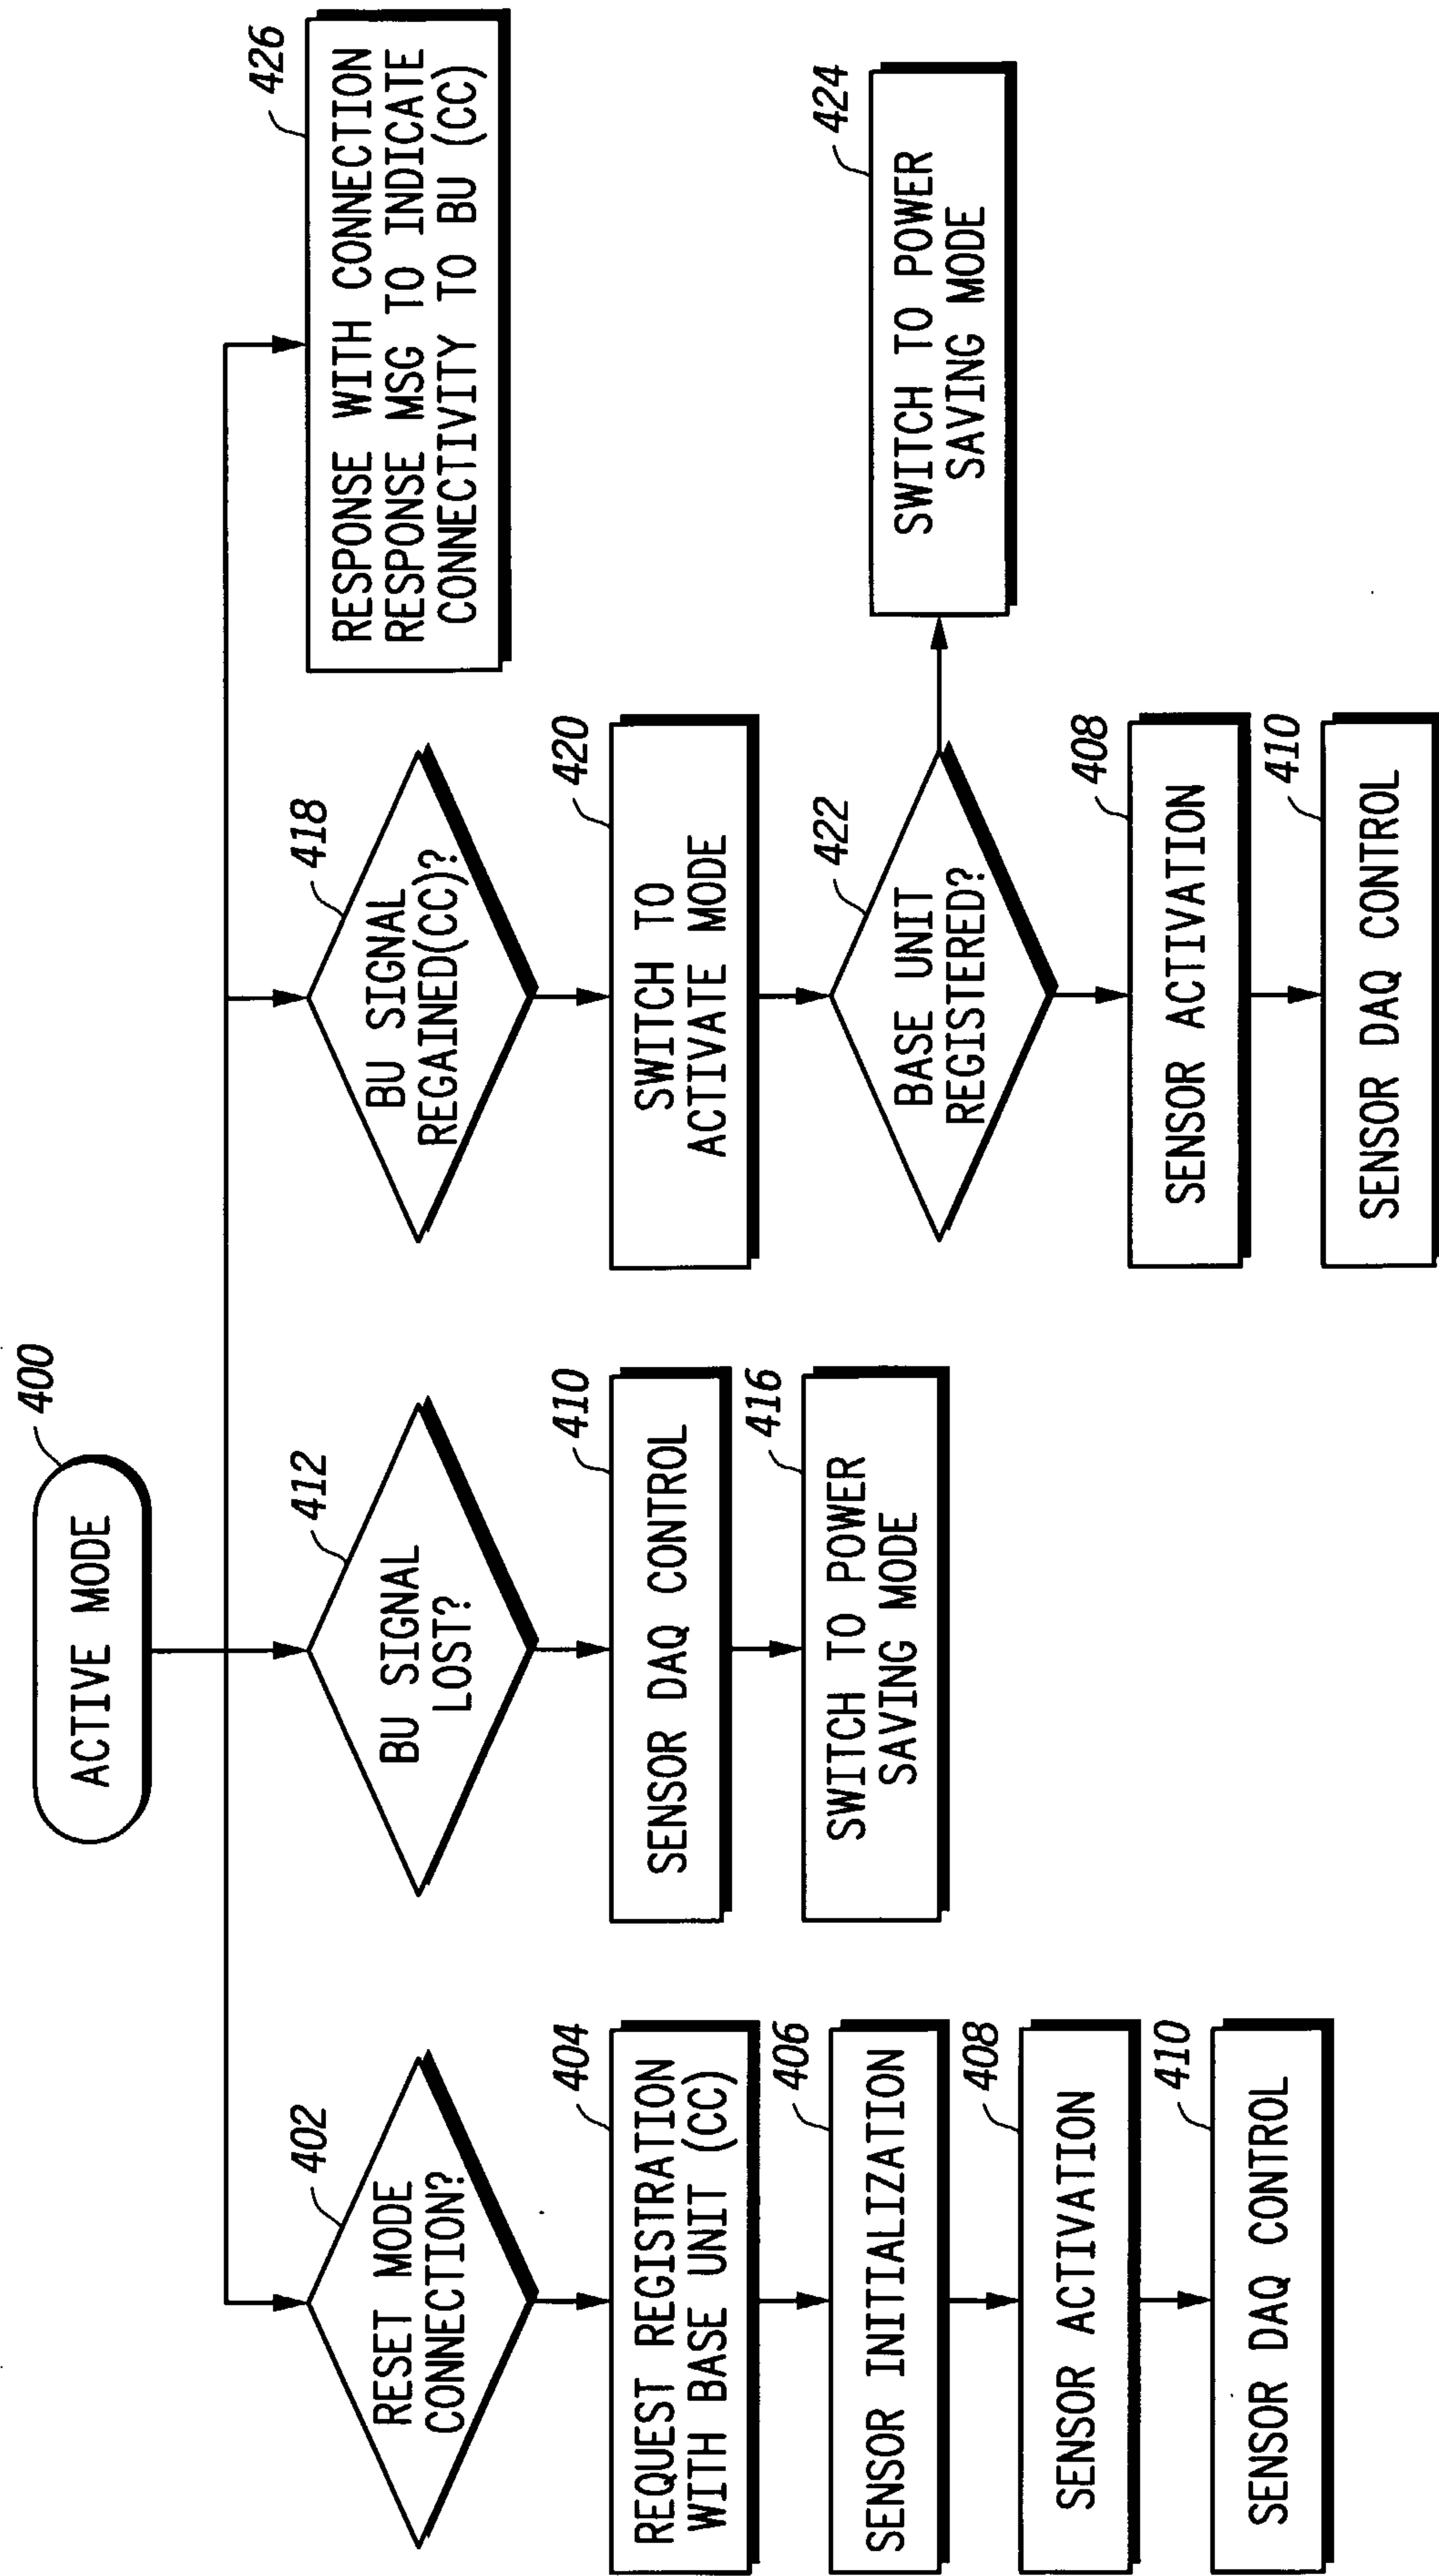 400
ACTIVE MODE
402
RESET MODE
CONNECTION?
404
REQUEST REGISTRATION
WITH BASE UNIT (CC)
406
SENSOR INITIALIZATION
408
SENSOR ACTIVATION
410
SENSOR DAQ CONTROL
412
BU SIGNAL
LOST?
410
SENSOR DAQ CONTROL
416
SWITCH TO POWER
SAVING MODE
418
BU SIGNAL
REGAINED(CC)?
420
SWITCH TO
ACTIVATE MODE
422
BASE UNIT
REGISTERED?
424
SWITCH TO POWER
SAVING MODE
408
SENSOR ACTIVATION
410
SENSOR DAQ CONTROL
426
RESPONSE WITH CONNECTION
RESPONSE MSG TO INDICATE
CONNECTIVITY TO BU (CC)